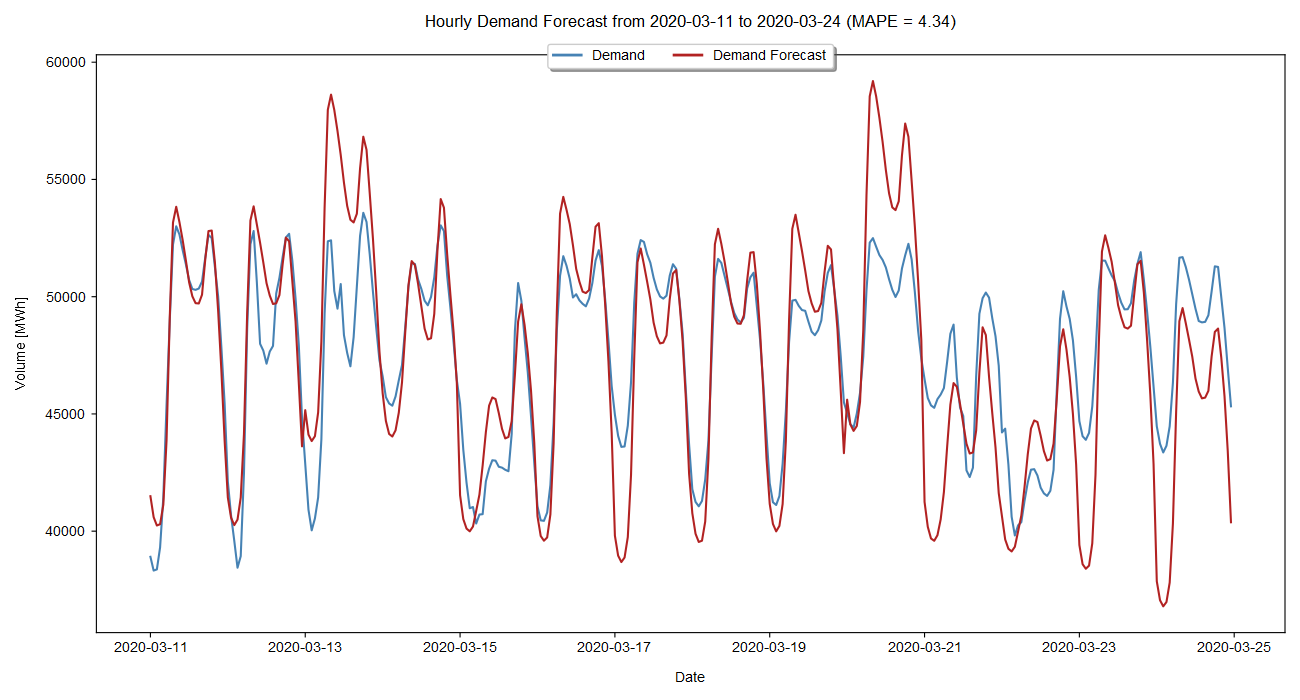 Hourly Demand Forecast from 2020-03-11 to 2020-03-24 (MAPE = 4.34)
Demand Demand Forecast
60000
55000
50000
45000
40000
Volume [MWh]
2020-03-11 2020-03-13 2020-03-15 2020-03-17 2020-03-19 2020-03-21 2020-03-23 2020-03-25
Date